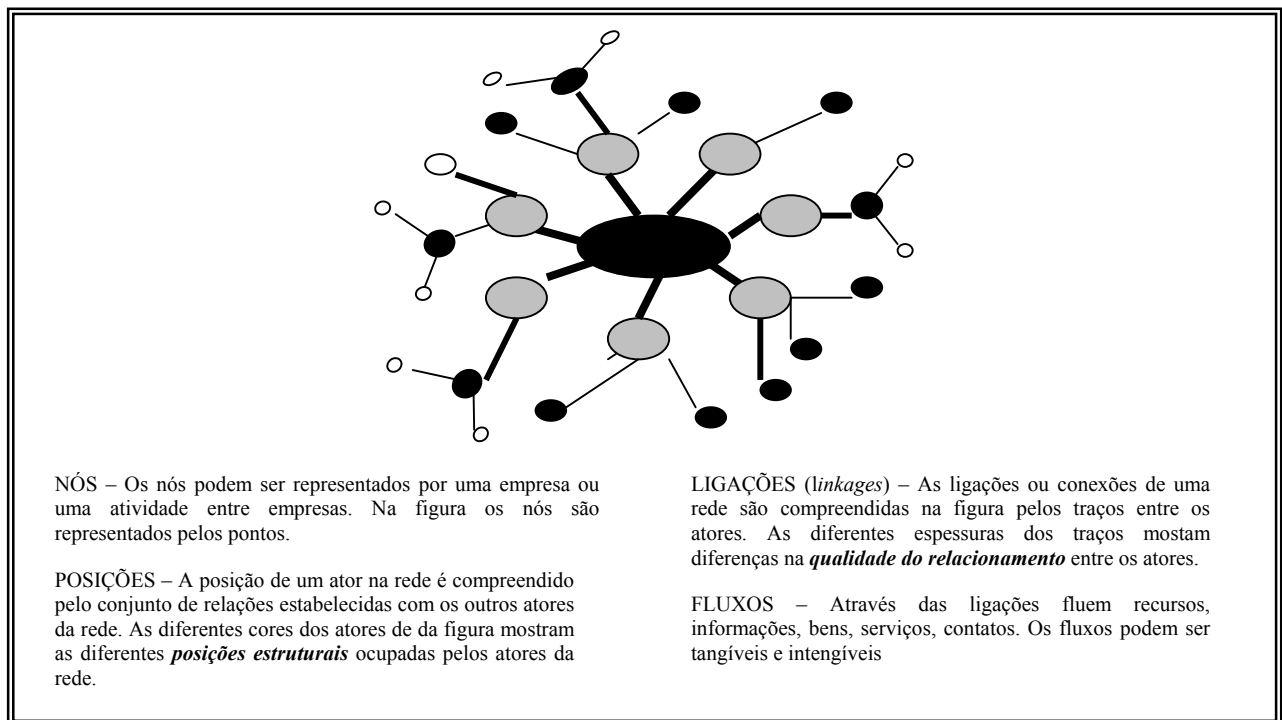 NÓS – Os nós podem ser representados por uma empresa ou
uma atividade entre empresas. Na figura os nós são
representados pelos pontos.
POSIÇÕES – A posição de um ator na rede é compreendido
pelo conjunto de relações estabelecidas com os outros atores
da rede. As diferentes cores dos atores de da figura mostram
as diferentes posições estruturais ocupadas pelos atores da
rede.
LIGAÇÕES (linkages) – As ligações ou conexões de uma
rede são compreendidas na figura pelos traços entre os
atores. As diferentes espessuras dos traços mostam
diferenças na qualidade do relacionamento entre os atores.
FLUXOS – Através das ligações fluem recursos,
informações, bens, serviços, contatos. Os fluxos podem ser
tangíveis e intengíveis